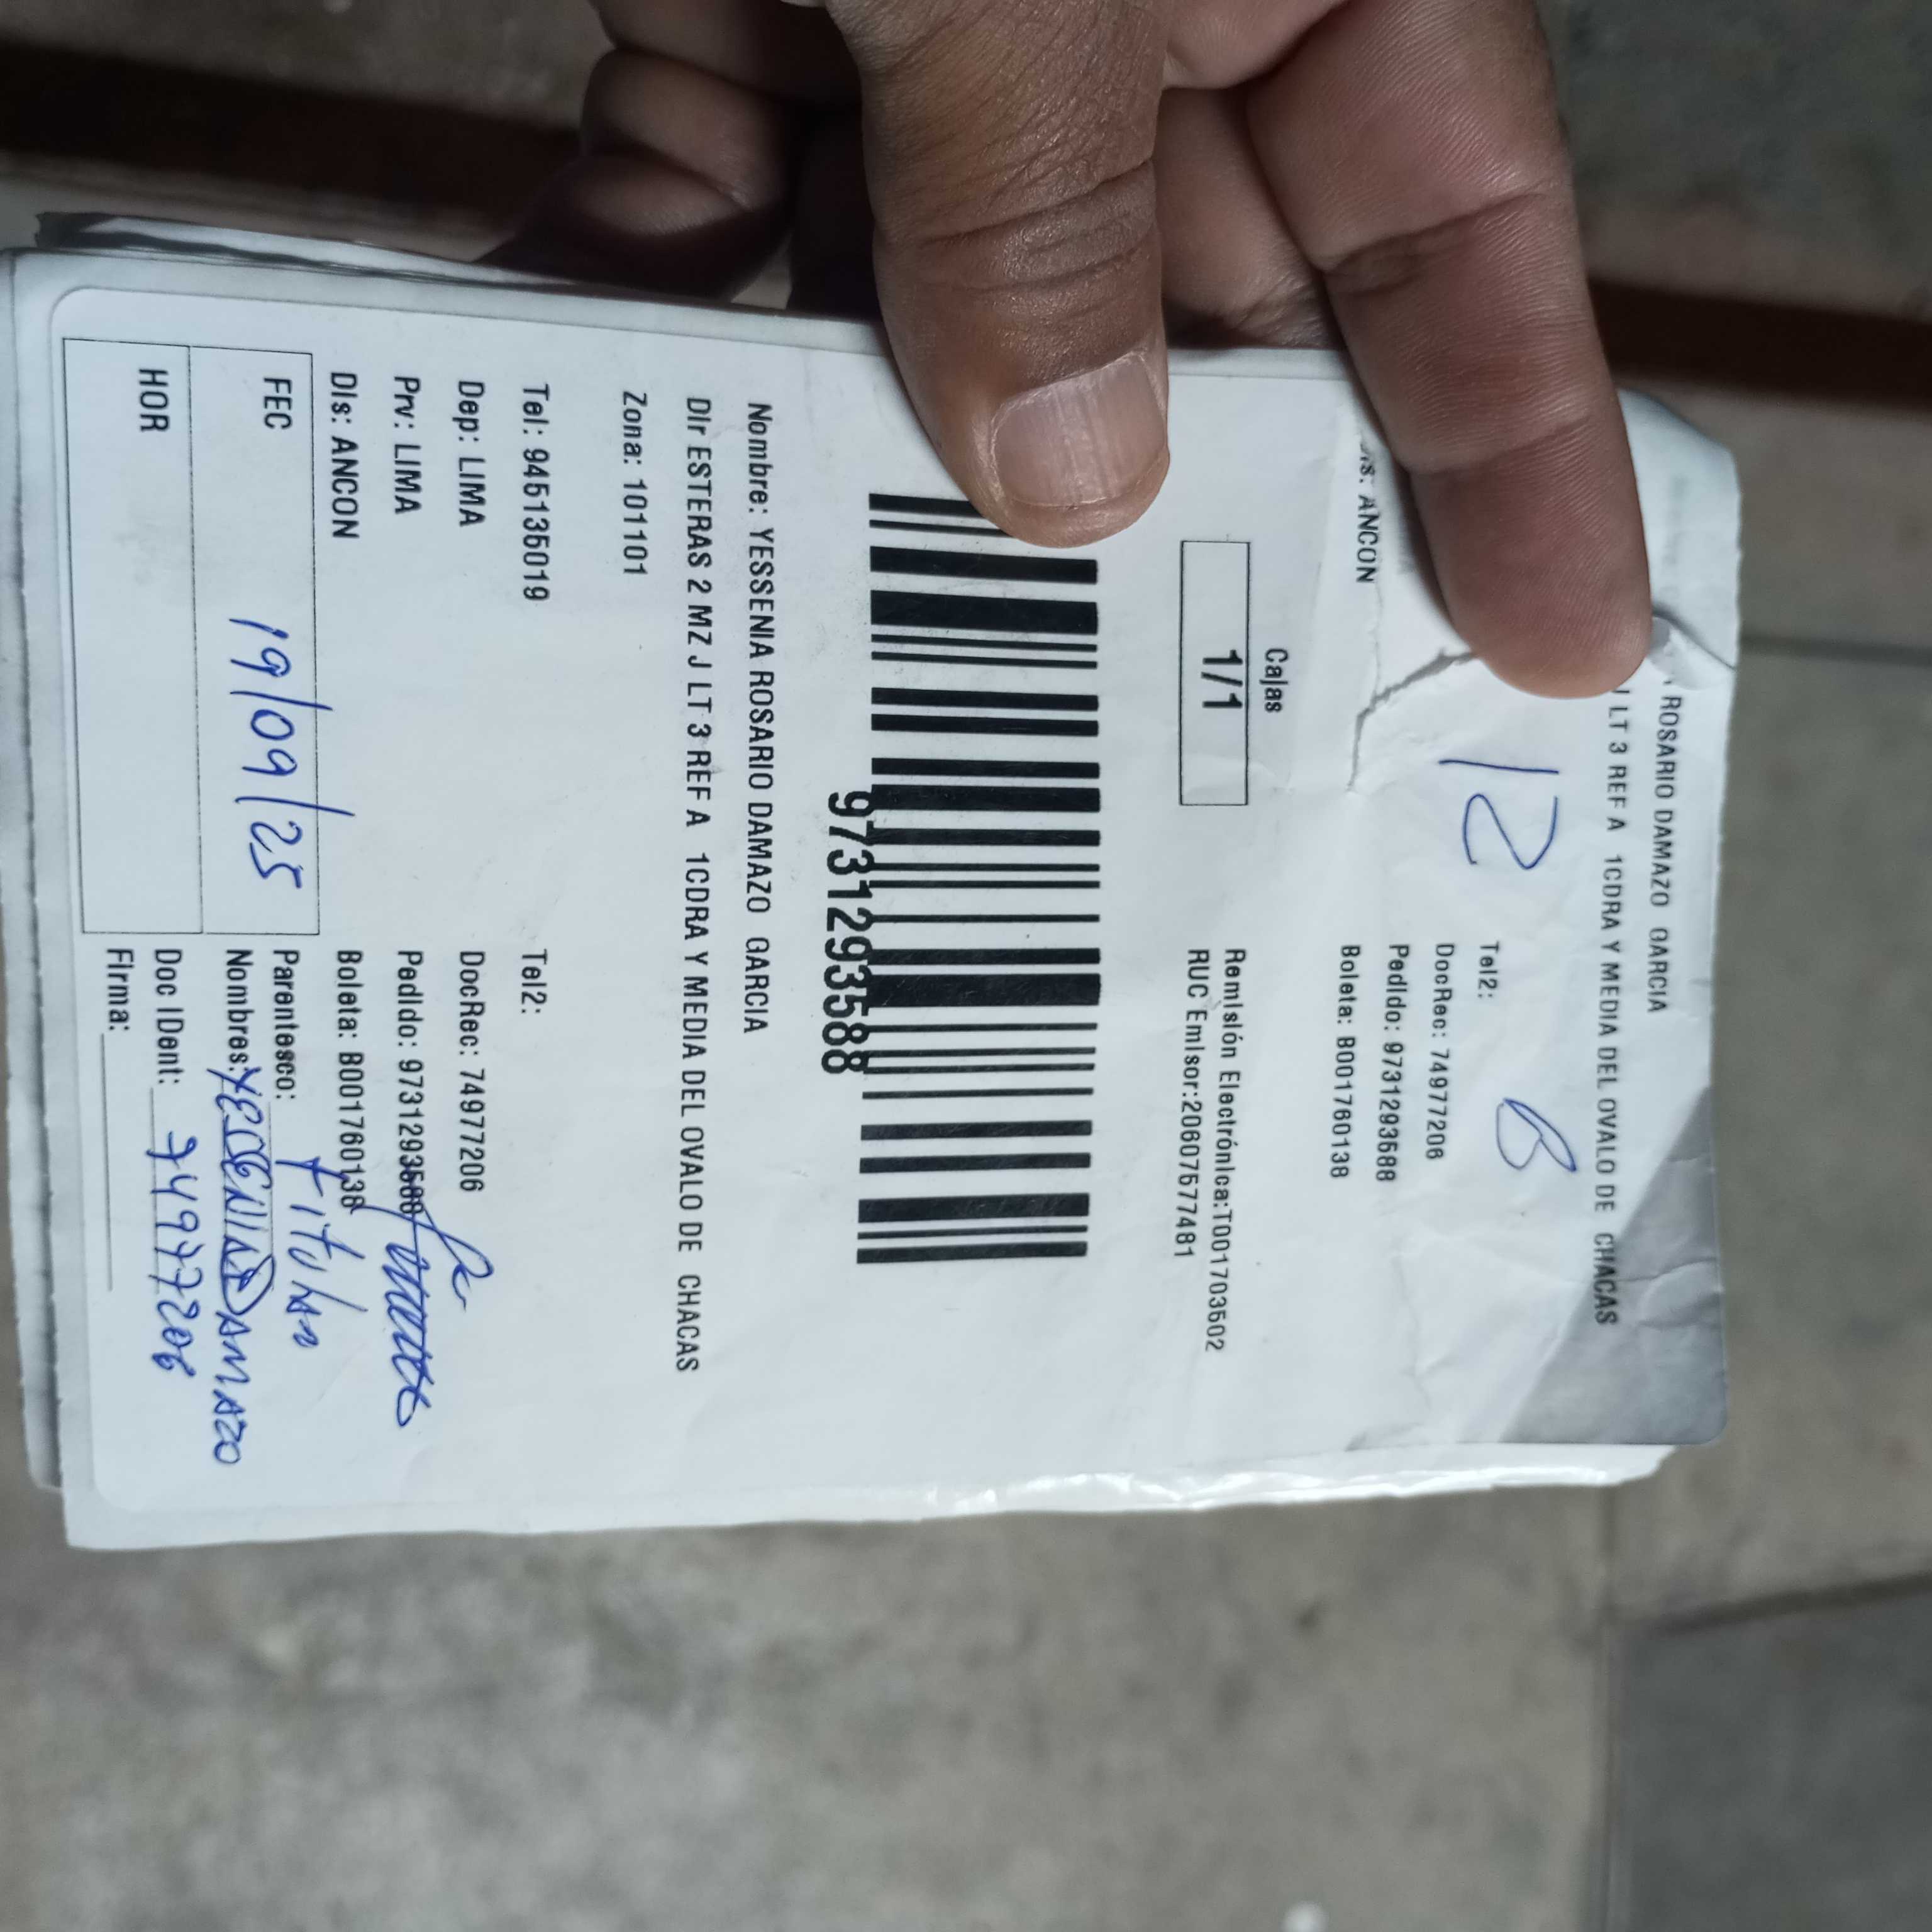 ROSARIO DAMAZO GARCIA
J LT 3 REF A 1CDRA Y MEDIA DEL OVALO DE CHACAS
12 B
Tel2:
DocRec: 74977206
Pedido: 9731293588
Dis: ANCON
Boleta: B001760138
Cajas
1/1
Remisión Electrónica:T001703502
RUC Emisor:20607577481
9731293588
Nombre: YESSENIA ROSARIO DAMAZO GARCIA
Dir ESTERAS 2 MZ J LT 3 REF A 1CDRA Y MEDIA DEL OVALO DE CHACAS
Zona: 101101
Tel: 945135019 Tel2:
Dep: LIMA DocRec: 74977206
Prv: LIMA Pedido: 9731293588
Dis: ANCON Boleta: B001760138
FEC 19/09/25
Parentesco: titular
Nombres: YESSENIA DAMAZO
HOR
Doc IDent: 74977206
Firma: